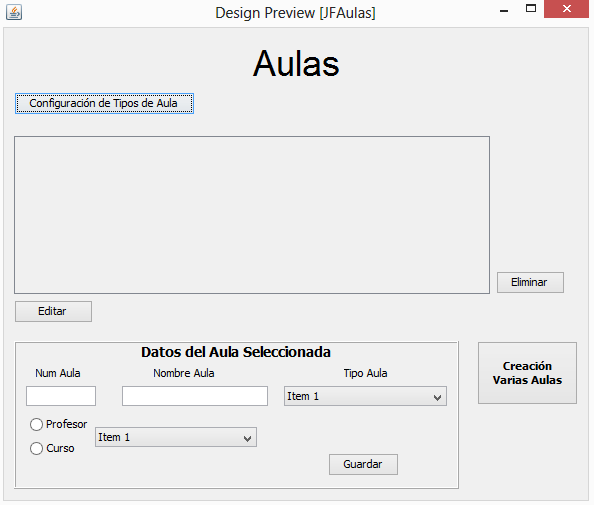 Design Preview [JFAulas]
Aulas
Configuración de Tipos de Aula
Eliminar
Editar
Datos del Aula Seleccionada
Num Aula
Nombre Aula
Tipo Aula
Item 1
Profesor
Curso
Item 1
Guardar
Creación
Varias Aulas